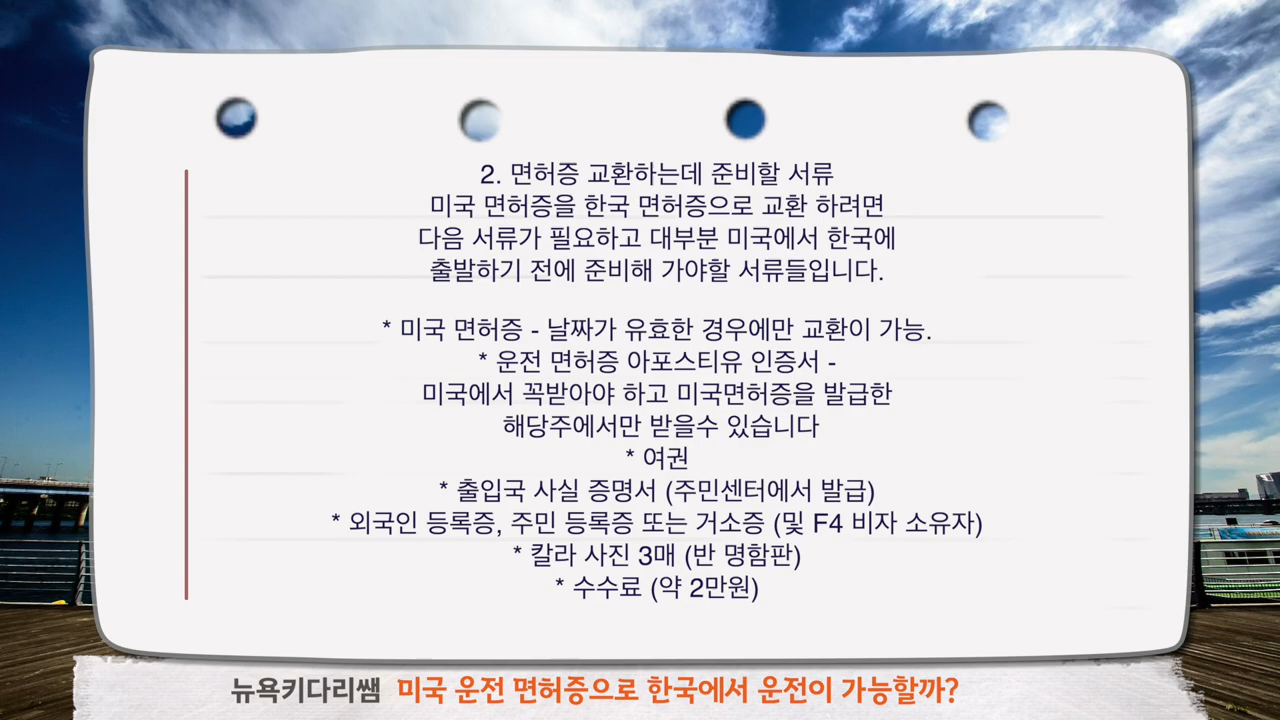 2. 면허증 교환하는데 준비할 서류
미국 면허증을 한국 면허증으로 교환 하려면
다음 서류가 필요하고 대부분 미국에서 한국에
출발하기 전에 준비해 가야할 서류들입니다.
* 미국 면허증 - 날짜가 유효한 경우에만 교환이 가능.
* 운전 면허증 아포스티유 인증서 -
미국에서 꼭받아야 하고 미국면허증을 발급한
해당주에서만 받을수 있습니다
* 여권
* 출입국 사실 증명서 (주민센터에서 발급)
* 외국인 등록증, 주민 등록증 또는 거소증 (및 F4 비자 소유자)
* 칼라 사진 3매 (반 명함판)
* 수수료 (약 2만원)
뉴욕키다리쌤 미국 운전 면허증으로 한국에서 운전이 가능할까?